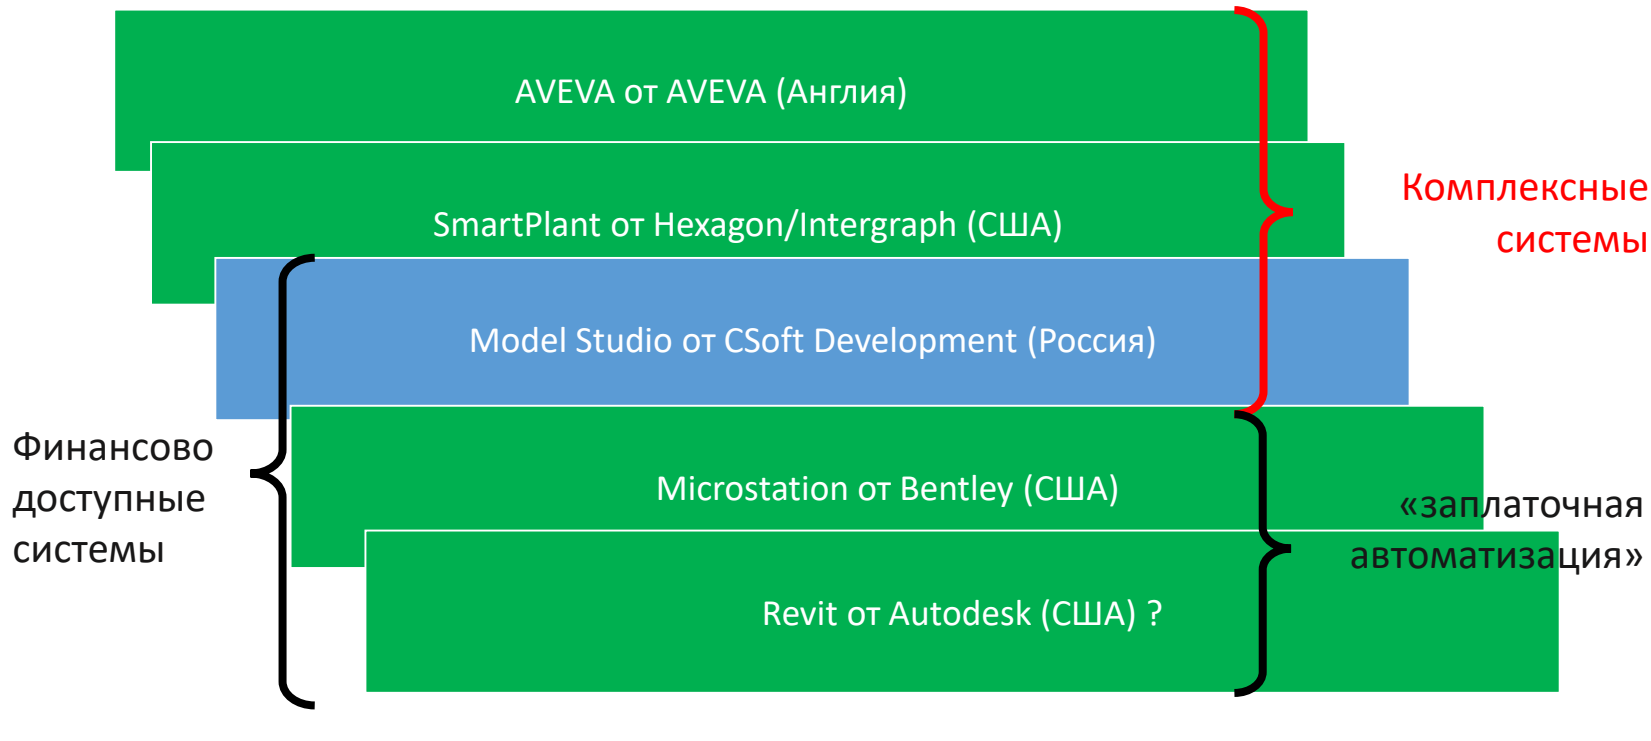 AVEVA от AVEVA (Англия)
SmartPlant от Hexagon/Intergraph (США)
Комплексные
системы
Model Studio от CSoft Development (Россия)
Финансово
доступные
системы
Microstation от Bentley (США)
«заплаточная
автоматизация»
Revit от Autodesk (США) ?